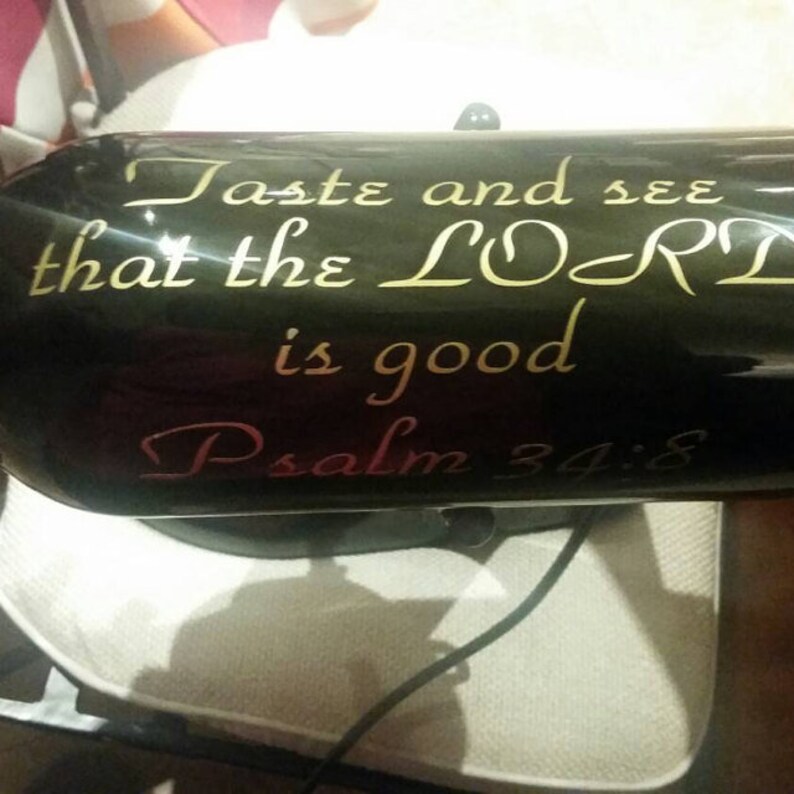 Taste and see
that the LORD
is good
Psalm 34:8